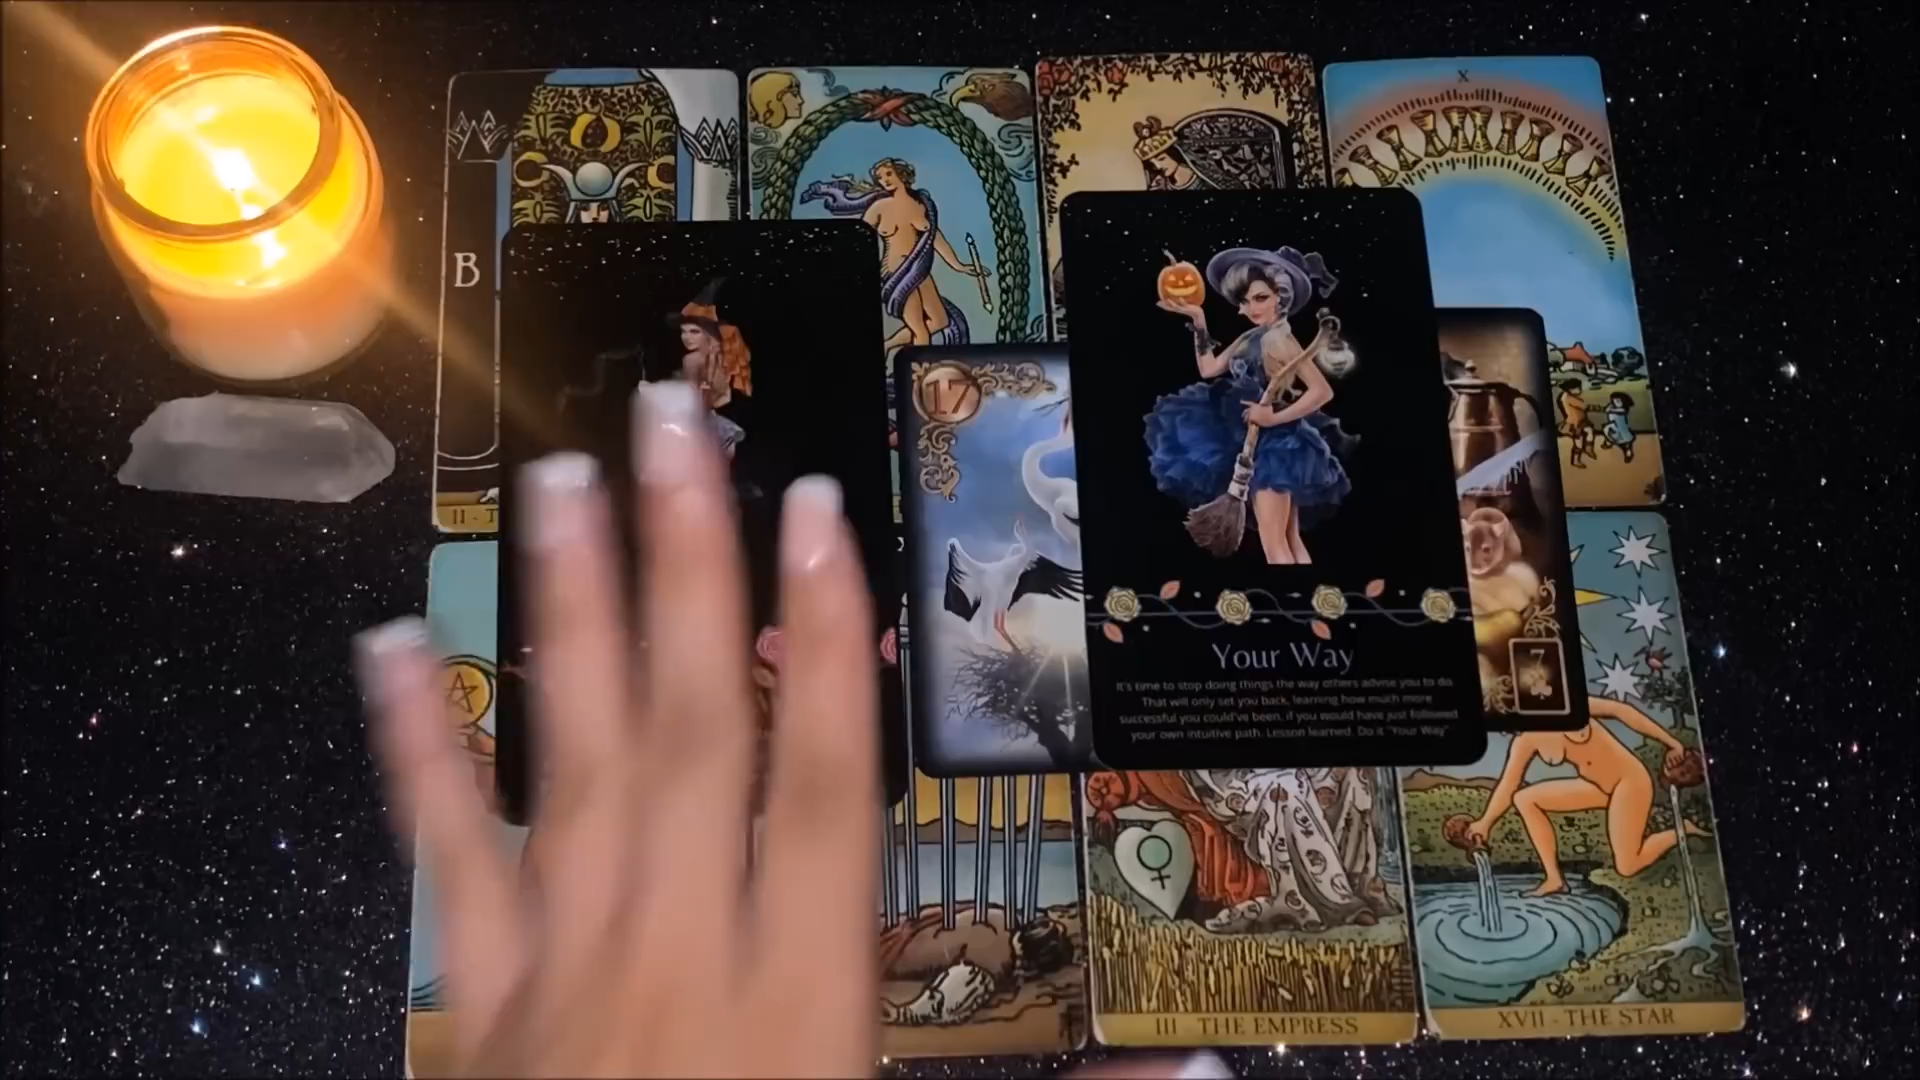 X
B
17
II - T
7
Your Way
It's time to stop doing things the way others advise you to do.
That will only set you back, learning how much more
successful you could've been, if you would have just followed
your own intuitive path. Lesson learned. Do it "Your Way"
III - THE EMPRESS
XVII - THE STAR